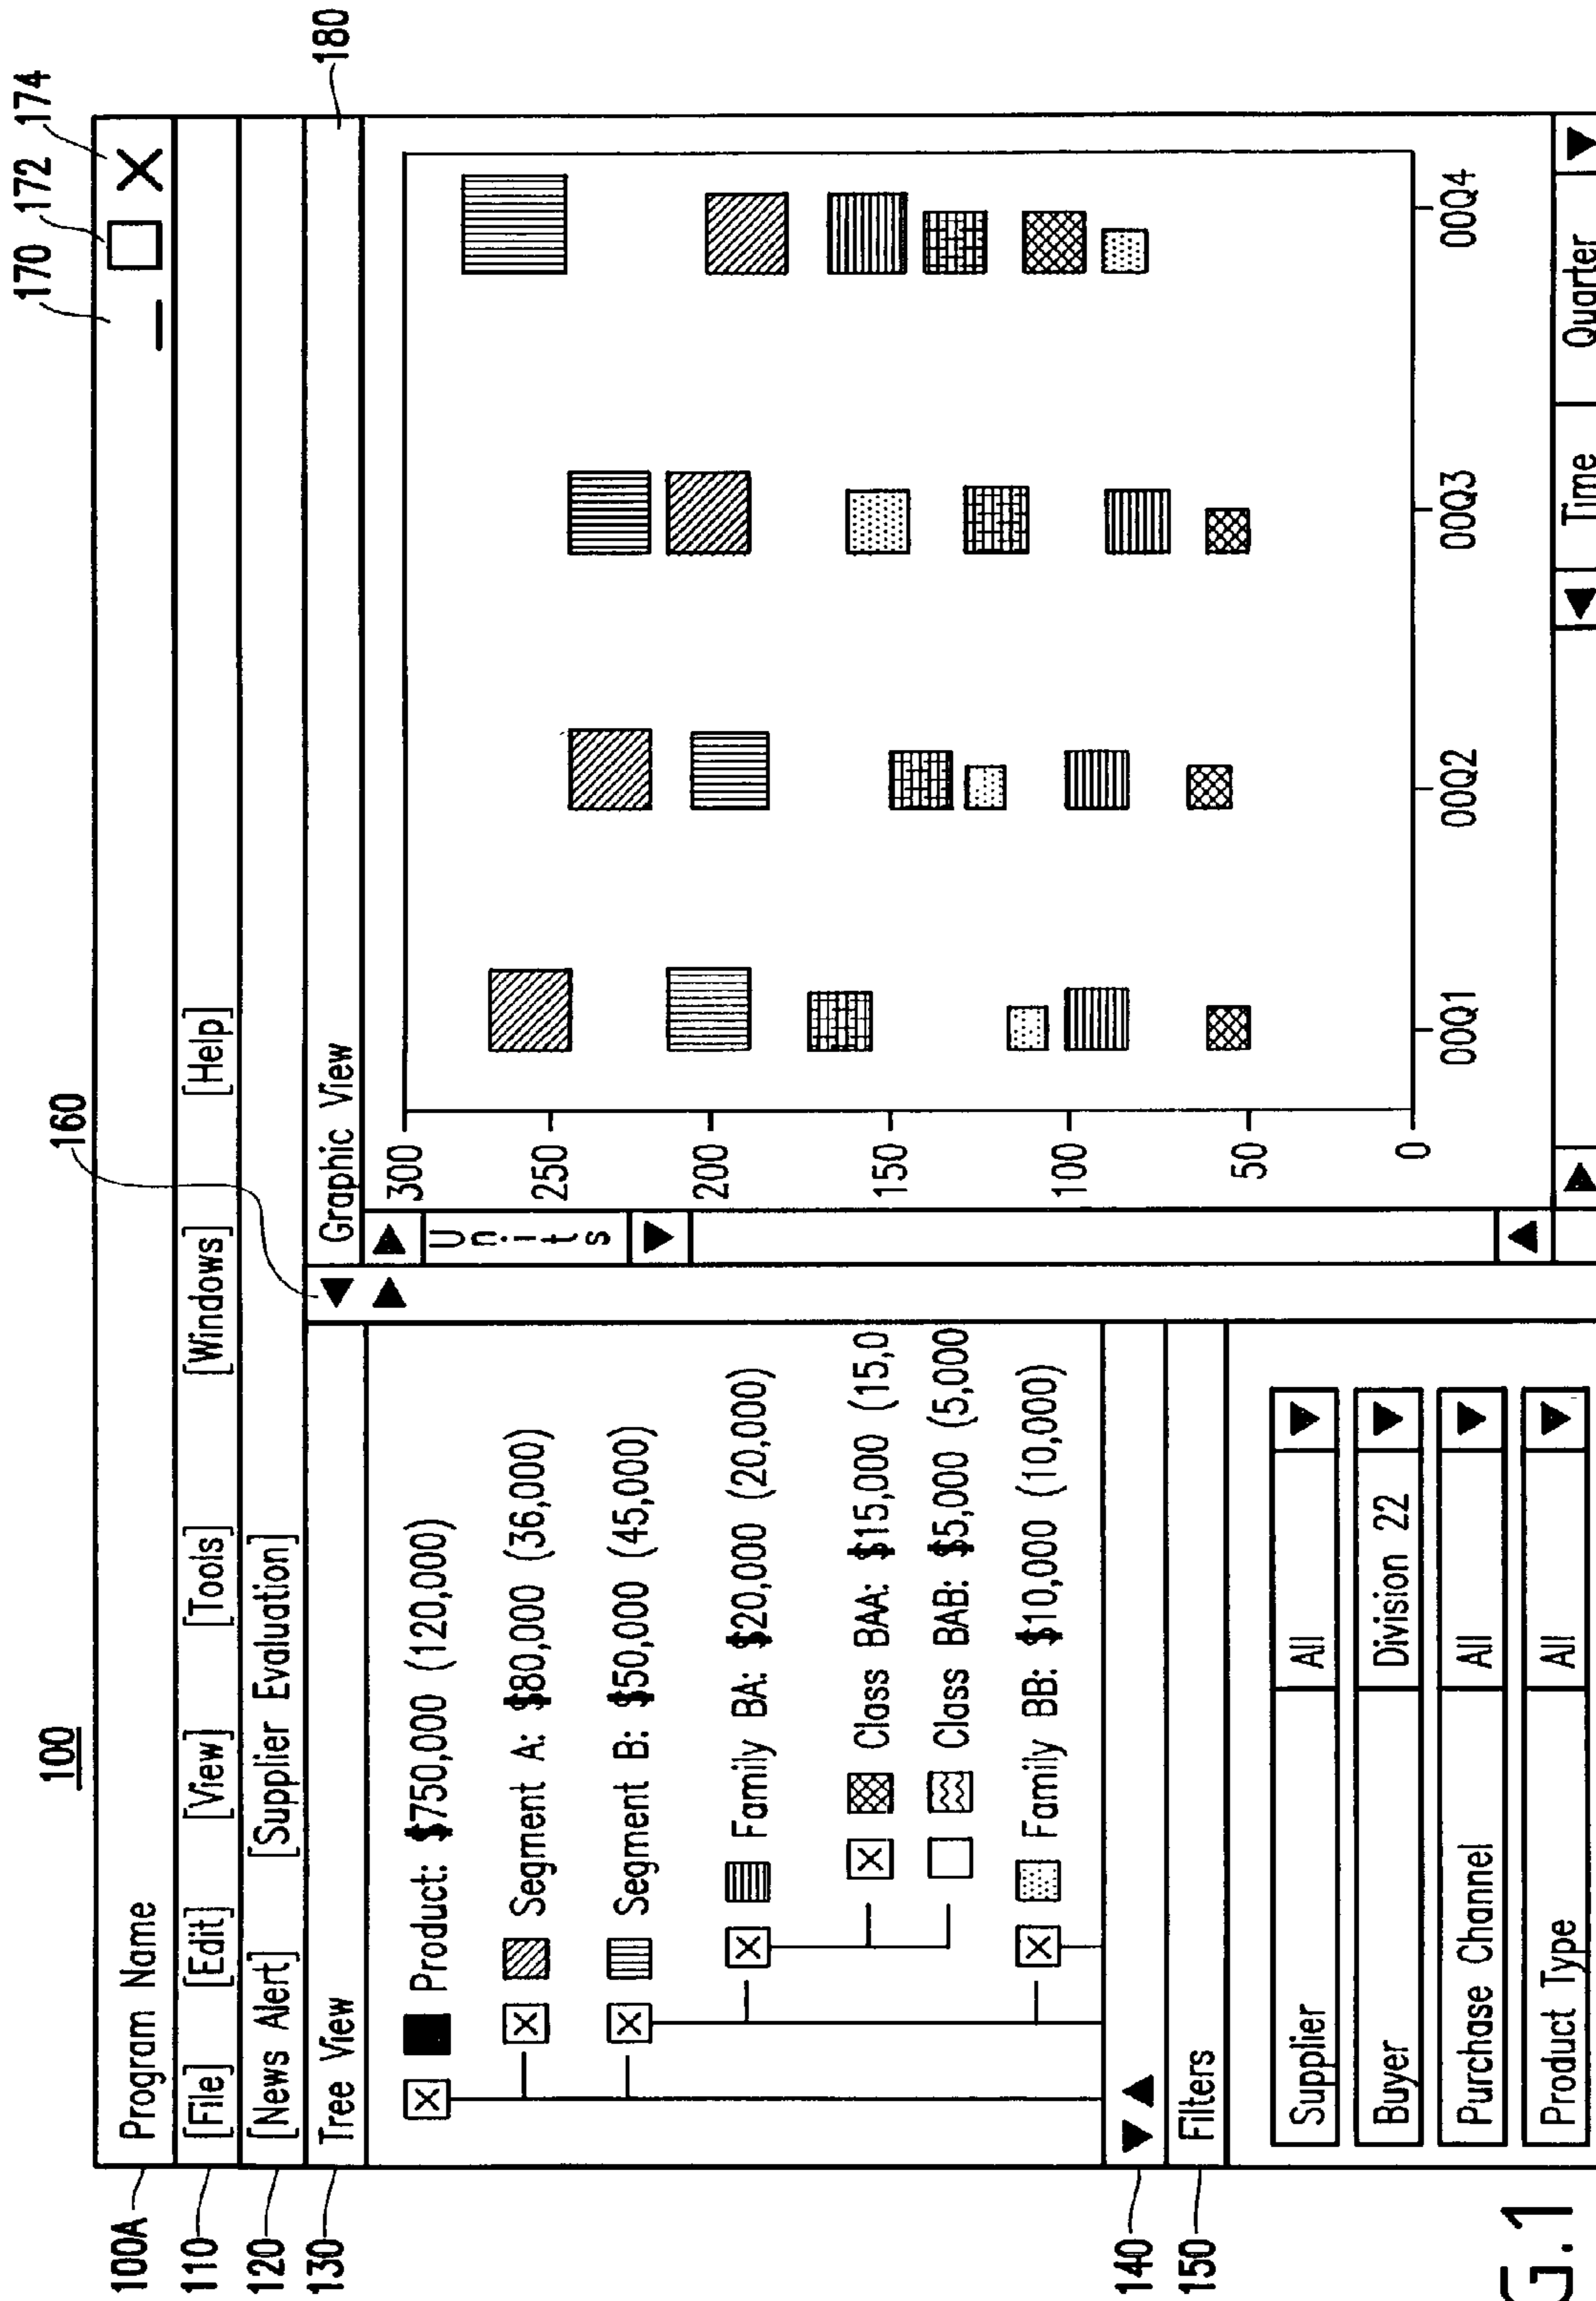 100
170 172 174
100A
Program Name
110
[File] [Edit] [View] [Tools] [Windows] [Help]
160
120
[News Alert] [Supplier Evaluation]
130
Tree View
Graphic View
180
Product: $750,000 (120,000)
Segment A: $80,000 (36,000)
Segment B: $50,000 (45,000)
Family BA: $20,000 (20,000)
Class BAA: $15,000 (15,0
Class BAB: $5,000 (5,000
Family BB: $10,000 (10,000)
140
150
Filters
Supplier All
Buyer Division 22
Purchase Channel All
Product Type All
Units
300
250
200
150
100
50
0
00Q1 00Q2 00Q3 00Q4
Time Quarter
G.1